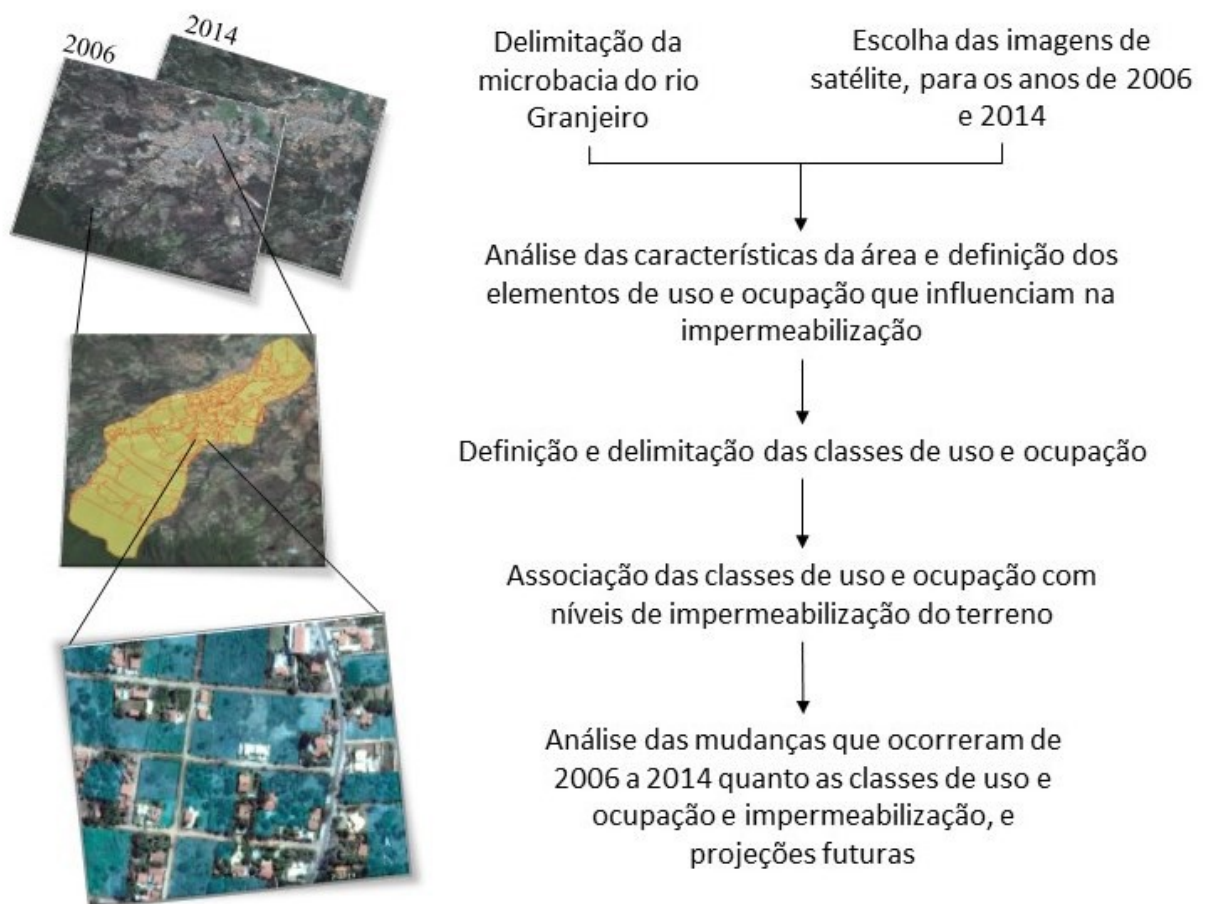 2006
2014
Delimitação da
microbacia do rio
Granjeiro
Escolha das imagens de
satélite, para os anos de 2006
e 2014
Análise das características da área e definição dos
elementos de uso e ocupação que influenciam na
impermeabilização
Definição e delimitação das classes de uso e ocupação
Associação das classes de uso e ocupação com
níveis de impermeabilização do terreno
Análise das mudanças que ocorreram de
2006 a 2014 quanto as classes de uso e
ocupação e impermeabilização, e
projeções futuras